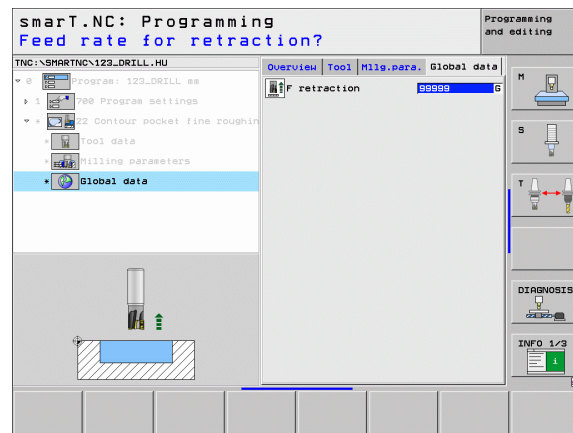 smarT.NC: Programming
Programming and editing
Feed rate for retraction?
TNC:\SMARTNC\123_DRILL.HU
Overview Tool Mllg.para. Global data
▾ 0 Program: 123_DRILL mm
F retraction 99999 G
▸ 1 700 Program settings
▾ * 22 Contour pocket fine roughin
* Tool data
* Milling parameters
* Global data
M
S
T
DIAGNOSIS
INFO 1/3
i